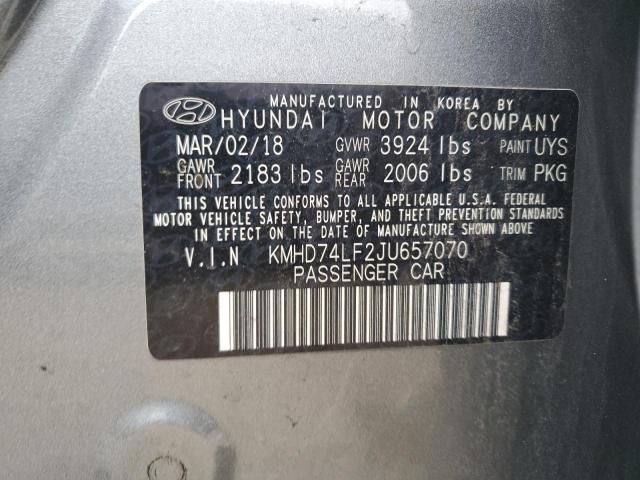 MANUFACTURED IN KOREA BY
HYUNDAI MOTOR COMPANY
MAR/02/18 GVWR 3924 lbs PAINT UYS
GAWR FRONT 2183 lbs GAWR REAR 2006 lbs TRIM PKG
THIS VEHICLE CONFORMS TO ALL APPLICABLE U.S.A. FEDERAL
MOTOR VEHICLE SAFETY, BUMPER, AND THEFT PREVENTION STANDARDS
IN EFFECT ON THE DATE OF MANUFACTURE SHOWN ABOVE.
V.I.N KMHD74LF2JU657070
PASSENGER CAR